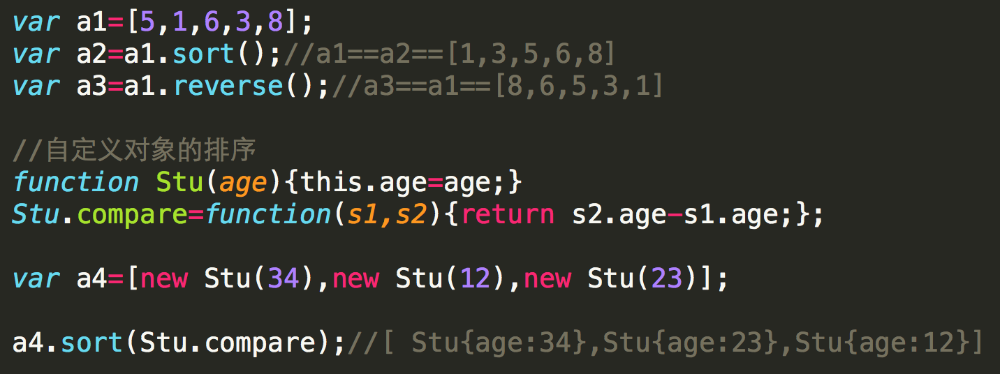 var a1=[5,1,6,3,8];
var a2=a1.sort();//a1==a2==[1,3,5,6,8]
var a3=a1.reverse();//a3==a1==[8,6,5,3,1]
//自定义对象的排序
function Stu(age){this.age=age;}
Stu.compare=function(s1,s2){return s2.age-s1.age;};
var a4=[new Stu(34),new Stu(12),new Stu(23)];
a4.sort(Stu.compare);//[ Stu{age:34},Stu{age:23},Stu{age:12}]